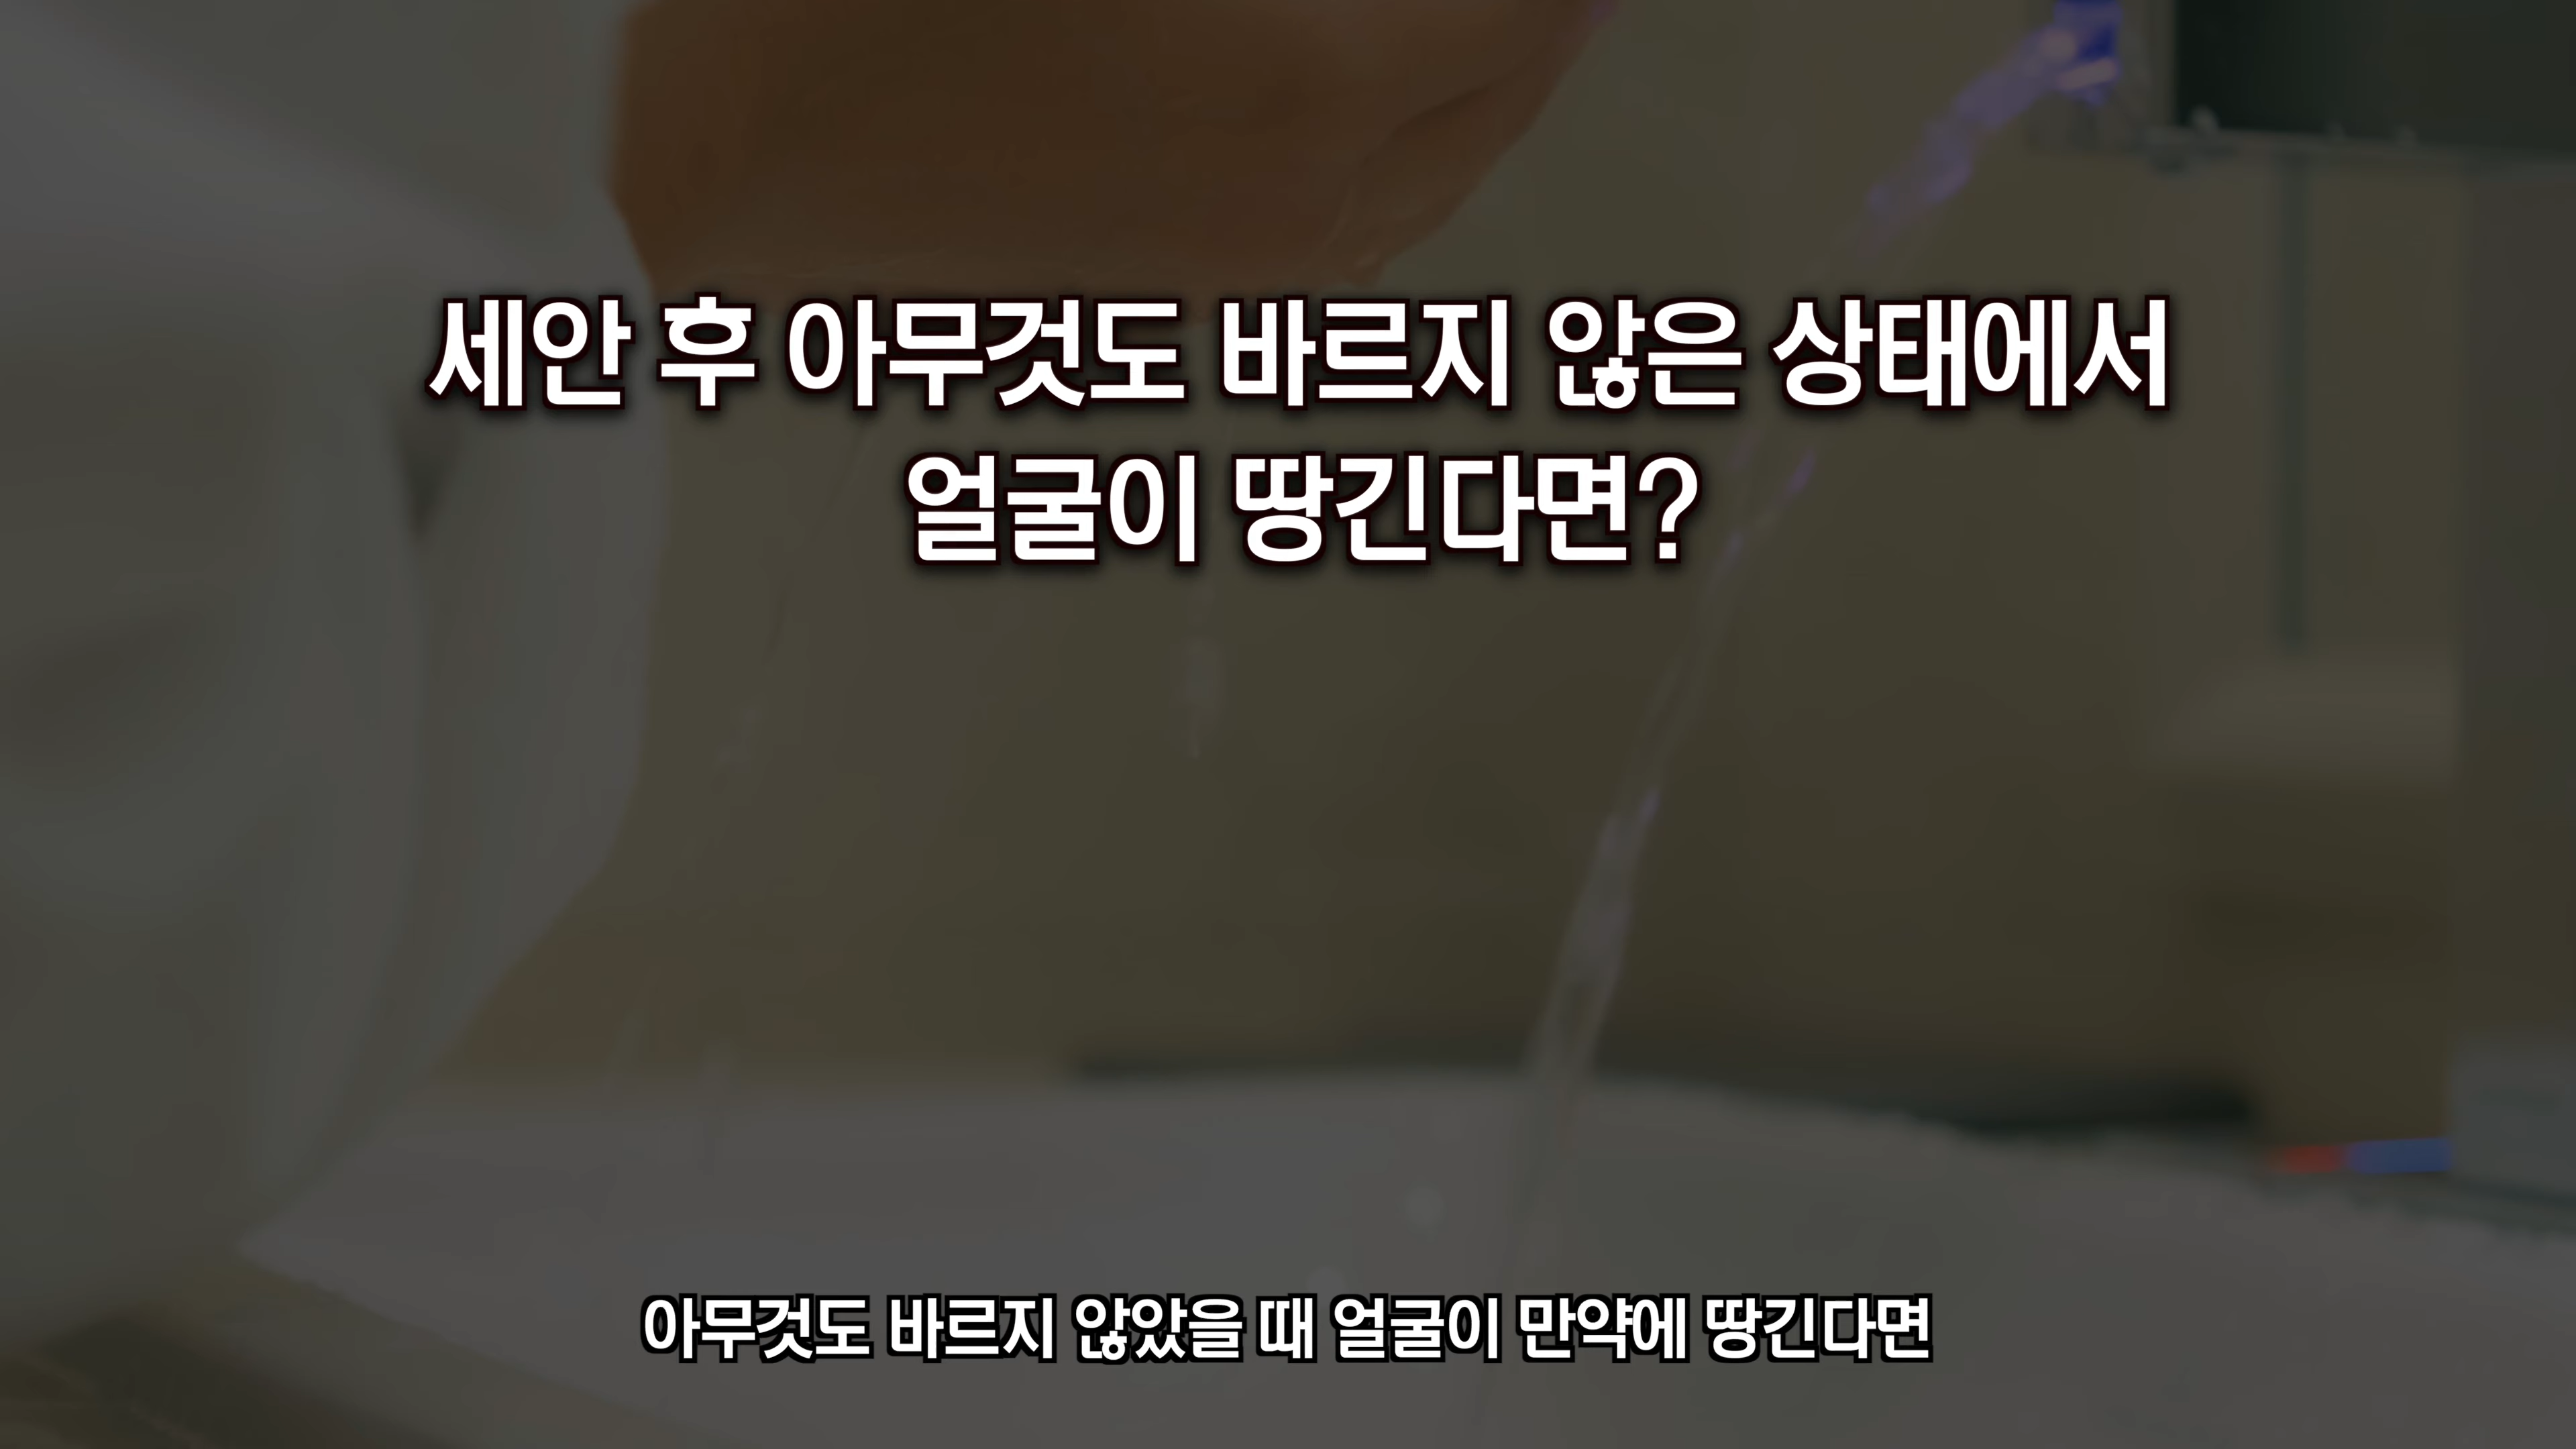 세안 후 아무것도 바르지 않은 상태에서
얼굴이 땅긴다면?
아무것도 바르지 않았을 때 얼굴이 만약에 땅긴다면